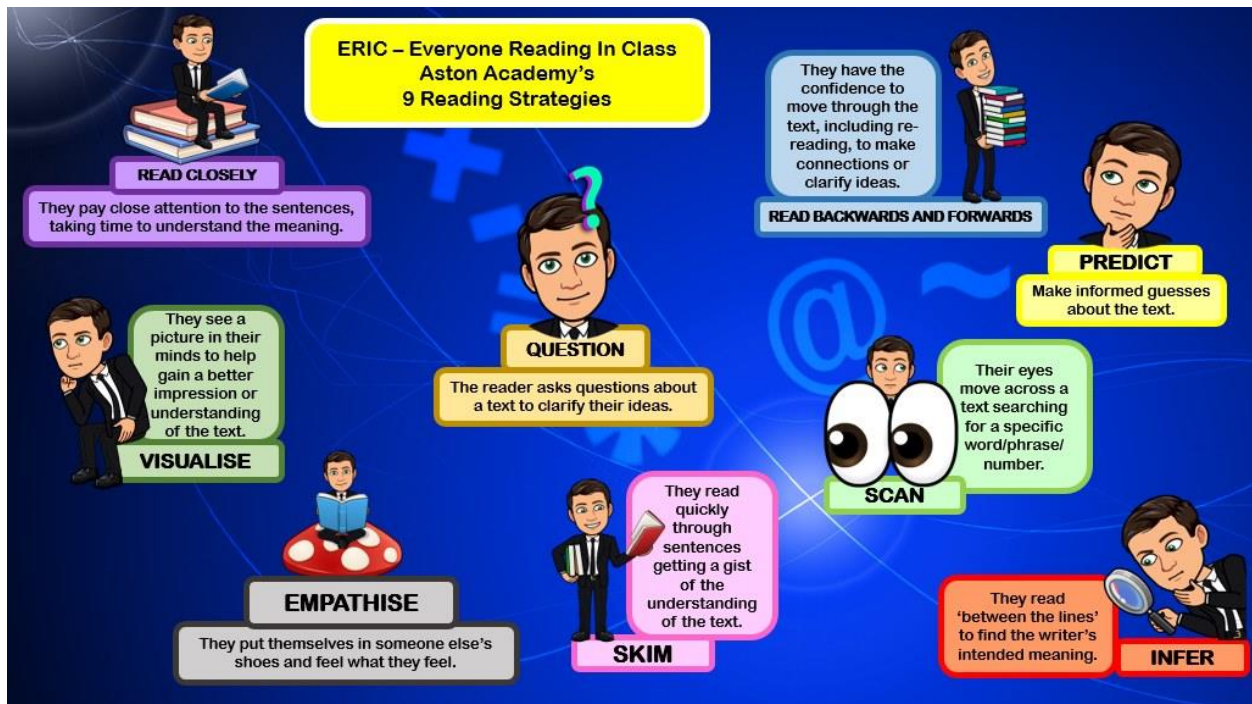 ERIC – Everyone Reading In Class
Aston Academy's
9 Reading Strategies
READ CLOSELY
They pay close attention to the sentences,
taking time to understand the meaning.
They have the
confidence to
move through the
text, including re-
reading, to make
connections or
clarify ideas.
READ BACKWARDS AND FORWARDS
PREDICT
Make informed guesses
about the text.
?
QUESTION
The reader asks questions about
a text to clarify their ideas.
They see a
picture in their
minds to help
gain a better
impression or
understanding
of the text.
VISUALISE
Their eyes
move across a
text searching
for a specific
word/phrase/
number.
SCAN
EMPATHISE
They put themselves in someone else's
shoes and feel what they feel.
They read
quickly
through
sentences
getting a gist
of the
understanding
of the text.
SKIM
They read
'between the lines'
to find the writer's
intended meaning.
INFER